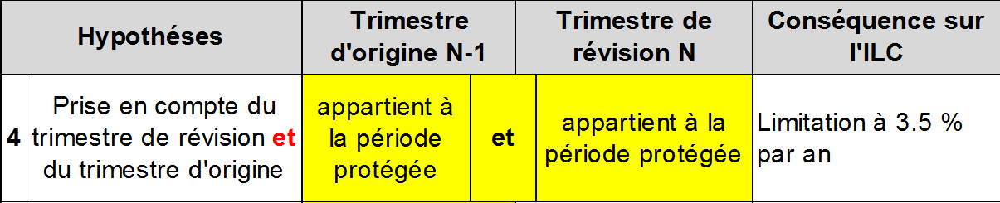 Hypothéses
Trimestre
d'origine N-1
Trimestre de
révision N
Conséquence sur
l'ILC
4
Prise en compte du
trimestre de révision et
du trimestre d'origine
appartient à
la période
protégée
et
appartient à la
période protégée
Limitation à 3.5 %
par an